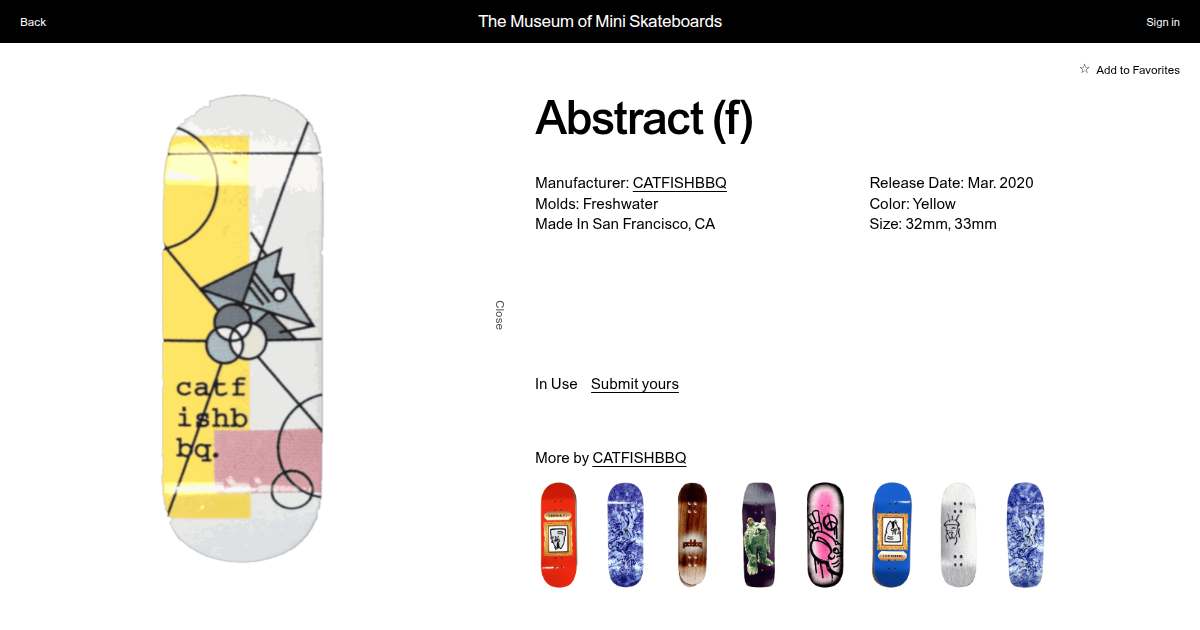 Back
The Museum of Mini Skateboards
Sign in
☆ Add to Favorites
Abstract (f)
Manufacturer: CATFISHBBQ
Molds: Freshwater
Made In San Francisco, CA
Release Date: Mar. 2020
Color: Yellow
Size: 32mm, 33mm
catf
ishb
bq.
Close
In Use Submit yours
More by CATFISHBBQ